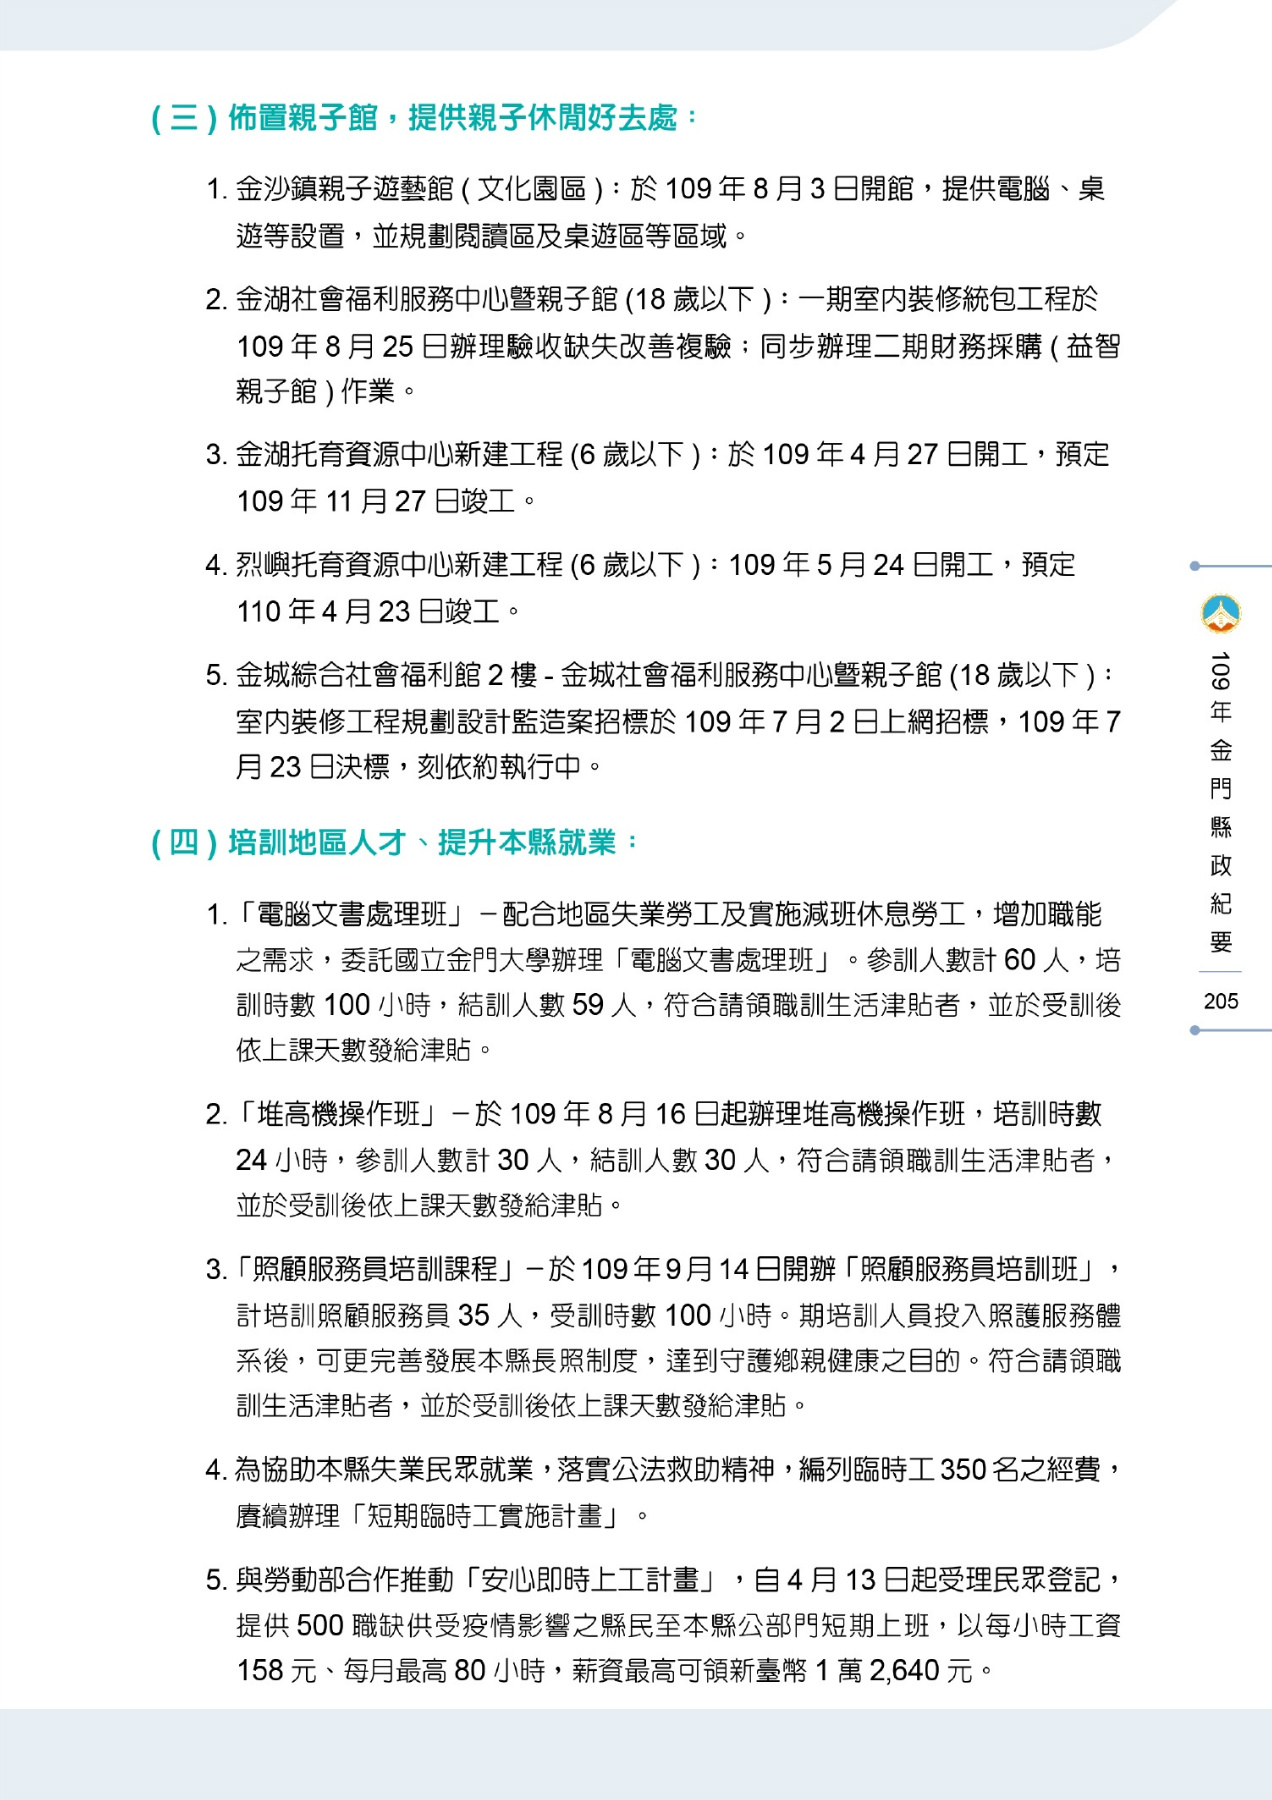 (三)佈置親子館，提供親子休閒好去處：
1. 金沙鎮親子遊藝館(文化園區)：於 109 年 8 月 3 日開館，提供電腦、桌
遊等設置，並規劃閱讀區及桌遊區等區域。
2. 金湖社會福利服務中心暨親子館(18 歲以下)：一期室內裝修統包工程於
109 年 8 月 25 日辦理驗收缺失改善複驗；同步辦理二期財務採購(益智
親子館)作業。
3. 金湖托育資源中心新建工程(6 歲以下)：於 109 年 4 月 27 日開工，預定
109 年 11 月 27 日竣工。
4. 烈嶼托育資源中心新建工程(6 歲以下)：109 年 5 月 24 日開工，預定
110 年 4 月 23 日竣工。
5. 金城綜合社會福利館 2 樓 - 金城社會福利服務中心暨親子館(18 歲以下)：
室內裝修工程規劃設計監造案招標於 109 年 7 月 2 日上網招標，109 年 7
月 23 日決標，刻依約執行中。
(四)培訓地區人才、提升本縣就業：
1.「電腦文書處理班」－配合地區失業勞工及實施減班休息勞工，增加職能
之需求，委託國立金門大學辦理「電腦文書處理班」。參訓人數計 60 人，培
訓時數 100 小時，結訓人數 59 人，符合請領職訓生活津貼者，並於受訓後
依上課天數發給津貼。
2.「堆高機操作班」－於 109 年 8 月 16 日起辦理堆高機操作班，培訓時數
24 小時，參訓人數計 30 人，結訓人數 30 人，符合請領職訓生活津貼者，
並於受訓後依上課天數發給津貼。
3.「照顧服務員培訓課程」－於 109 年 9 月 14 日開辦「照顧服務員培訓班」，
計培訓照顧服務員 35 人，受訓時數 100 小時。期培訓人員投入照護服務體
系後，可更完善發展本縣長照制度，達到守護鄉親健康之目的。符合請領職
訓生活津貼者，並於受訓後依上課天數發給津貼。
4. 為協助本縣失業民眾就業，落實公法救助精神，編列臨時工 350 名之經費，
賡續辦理「短期臨時工實施計畫」。
5. 與勞動部合作推動「安心即時上工計畫」，自 4 月 13 日起受理民眾登記，
提供 500 職缺供受疫情影響之縣民至本縣公部門短期上班，以每小時工資
158 元、每月最高 80 小時，薪資最高可領新臺幣 1 萬 2,640 元。
109年金門縣政紀要
205